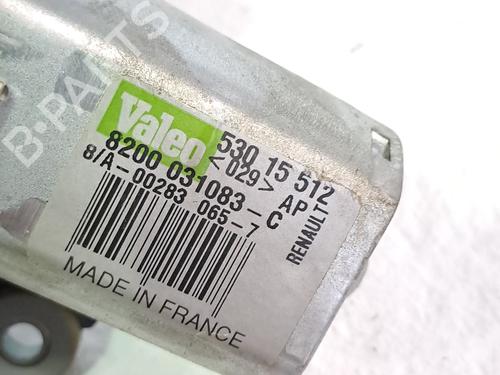 B-PARTS
Valeo
530 15 512
<029> AP
8200 031083-C
RENAULT
8/A-00283 065-7
MADE IN FRANCE